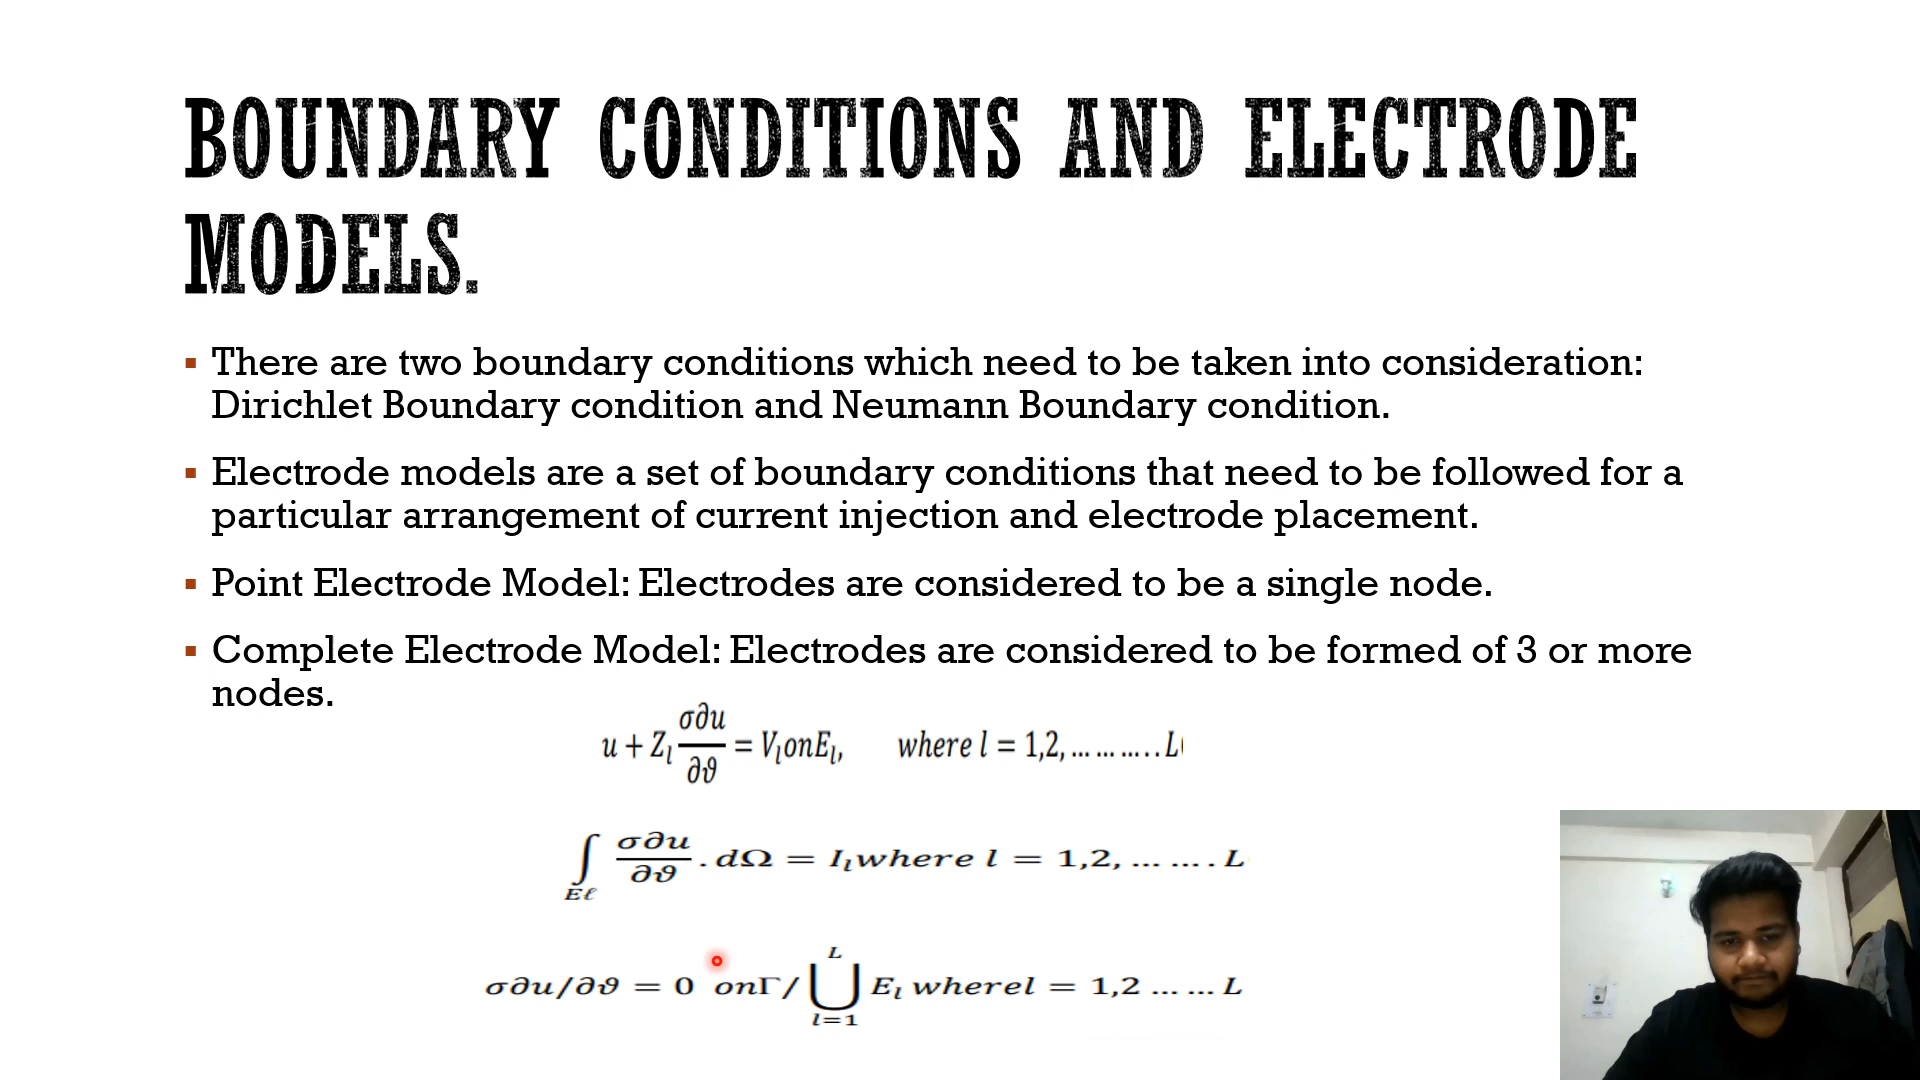 BOUNDARY CONDITIONS AND ELECTRODE
MODELS.
▪ There are two boundary conditions which need to be taken into consideration:
Dirichlet Boundary condition and Neumann Boundary condition.
▪ Electrode models are a set of boundary conditions that need to be followed for a
particular arrangement of current injection and electrode placement.
▪ Point Electrode Model: Electrodes are considered to be a single node.
▪ Complete Electrode Model: Electrodes are considered to be formed of 3 or more
nodes.
u + Z_l σ∂u/∂ϑ = V_l onE_l, where l = 1,2, ... ... ... . . L
∫_{Eℓ} σ∂u/∂ϑ . dΩ = I_l where l = 1,2, ... ... . L
σ∂u/∂ϑ = 0 onΓ/ ⋃_{l=1}^{L} E_l wherel = 1,2 ... ... L